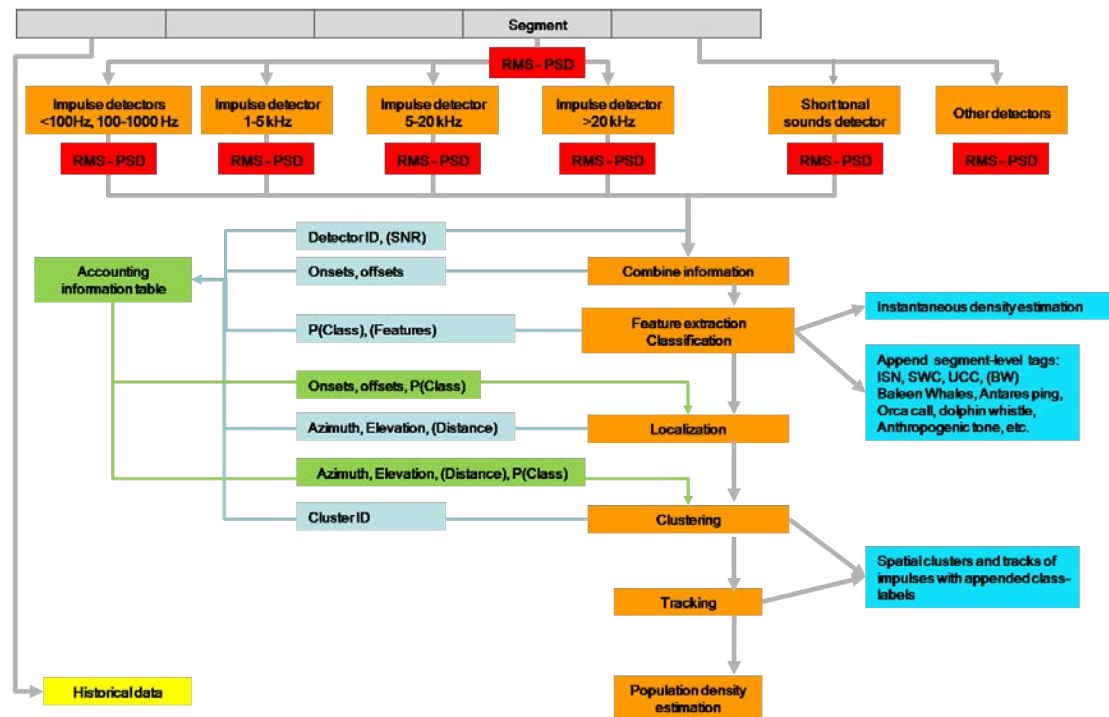 Segment
RMS - PSD
Impulse detectors
<100Hz, 100-1000 Hz
Impulse detector
1-5 kHz
Impulse detector
5-20 kHz
Impulse detector
>20 kHz
Short tonal
sounds detector
Other detectors
RMS - PSD
RMS - PSD
RMS - PSD
RMS - PSD
RMS - PSD
RMS - PSD
Detector ID, (SNR)
Accounting
information table
Onsets, offsets
Combine information
Instantaneous density estimation
P(Class), (Features)
Feature extraction
Classification
Append segment-level tags:
ISN, SWC, UCC, (BW)
Baleen Whales, Antares ping,
Orca call, dolphin whistle,
Anthropogenic tone, etc.
Onsets, offsets, P(Class)
Azimuth, Elevation, (Distance)
Localization
Azimuth, Elevation, (Distance), P(Class)
Cluster ID
Clustering
Spatial clusters and tracks of
impulses with appended class-
labels
Tracking
Historical data
Population density
estimation